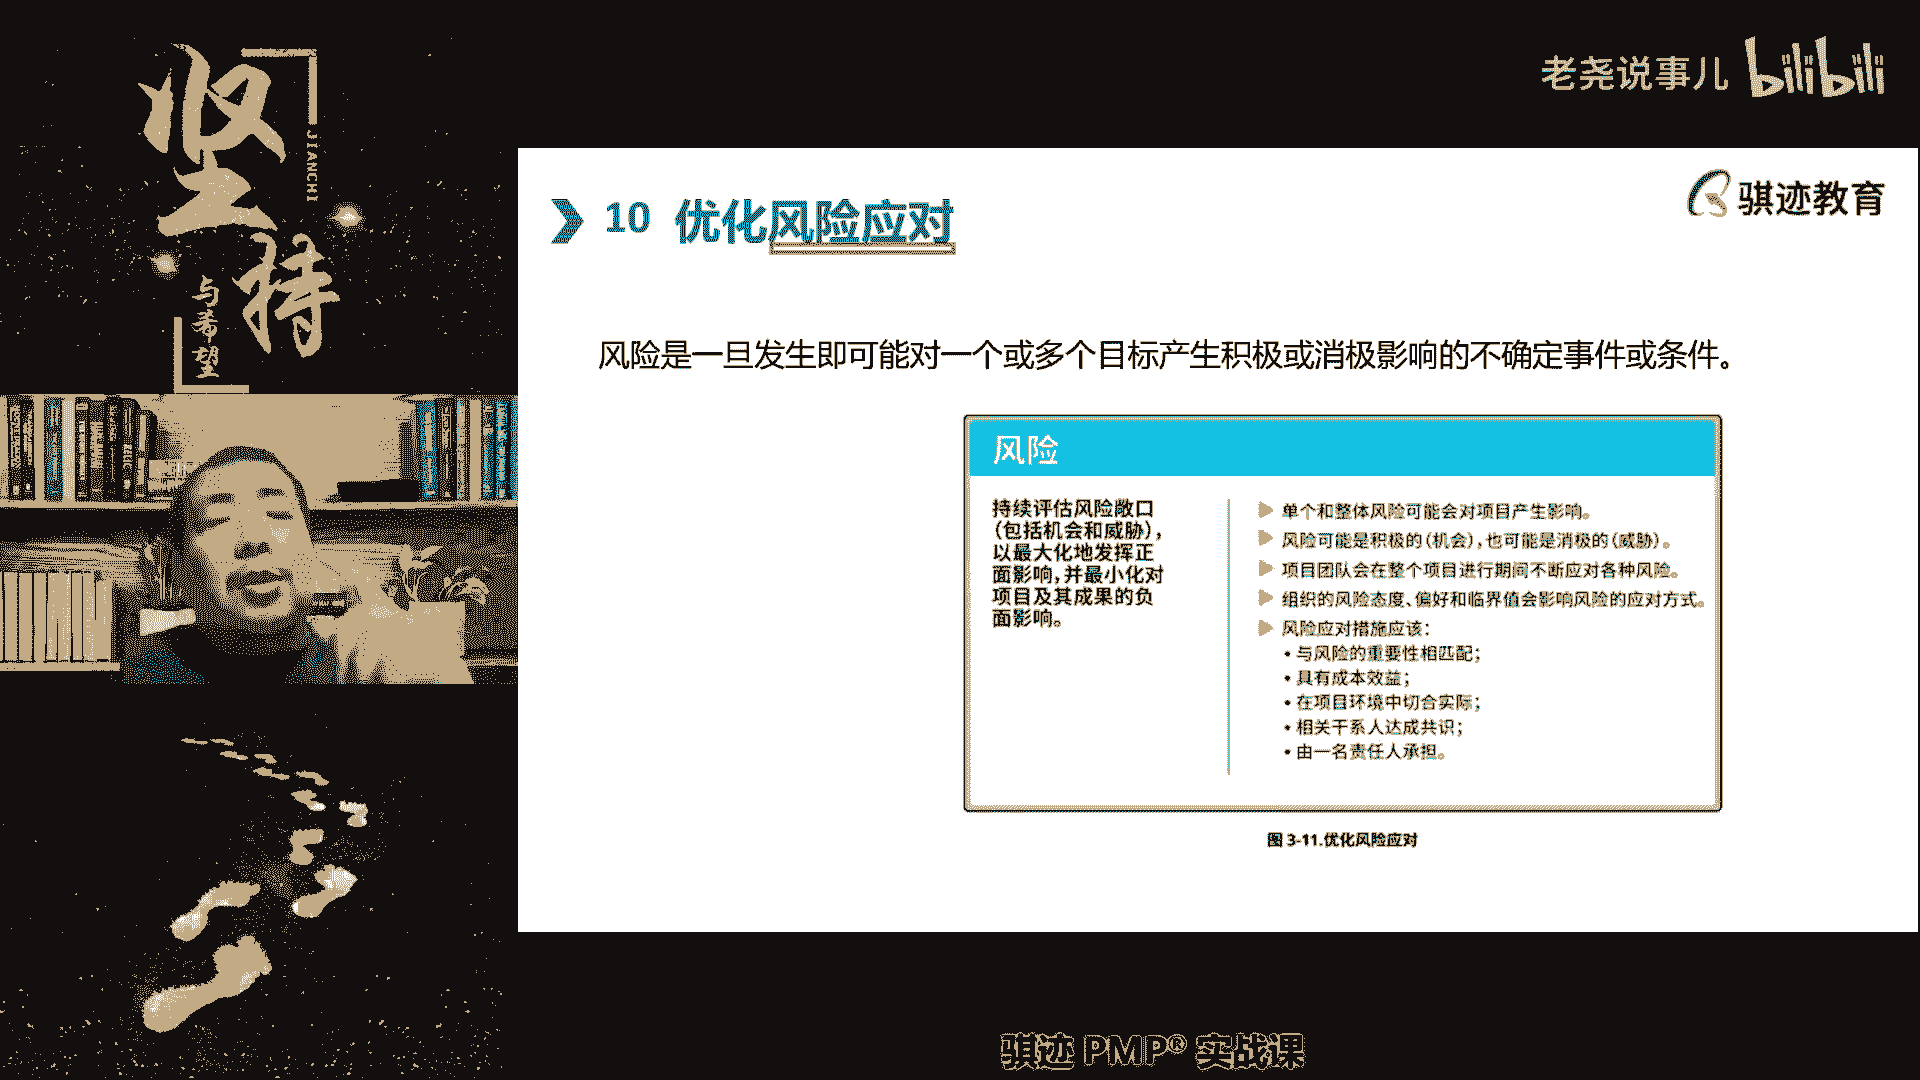 坚持
JIANCHI
与希望
老尧说事儿 bilibili
骐迹教育
10 优化风险应对
风险是一旦发生即可能对一个或多个目标产生积极或消极影响的不确定事件或条件。
风险
持续评估风险敞口
(包括机会和威胁),
以最大化地发挥正
面影响,并最小化对
项目及其成果的负
面影响。
单个和整体风险可能会对项目产生影响。
风险可能是积极的(机会),也可能是消极的(威胁)。
项目团队会在整个项目进行期间不断应对各种风险。
组织的风险态度、偏好和临界值会影响风险的应对方式。
风险应对措施应该:
• 与风险的重要性相匹配;
• 具有成本效益;
• 在项目环境中切合实际;
• 相关干系人达成共识;
• 由一名责任人承担。
图 3-11.优化风险应对
骐迹 PMP® 实战课